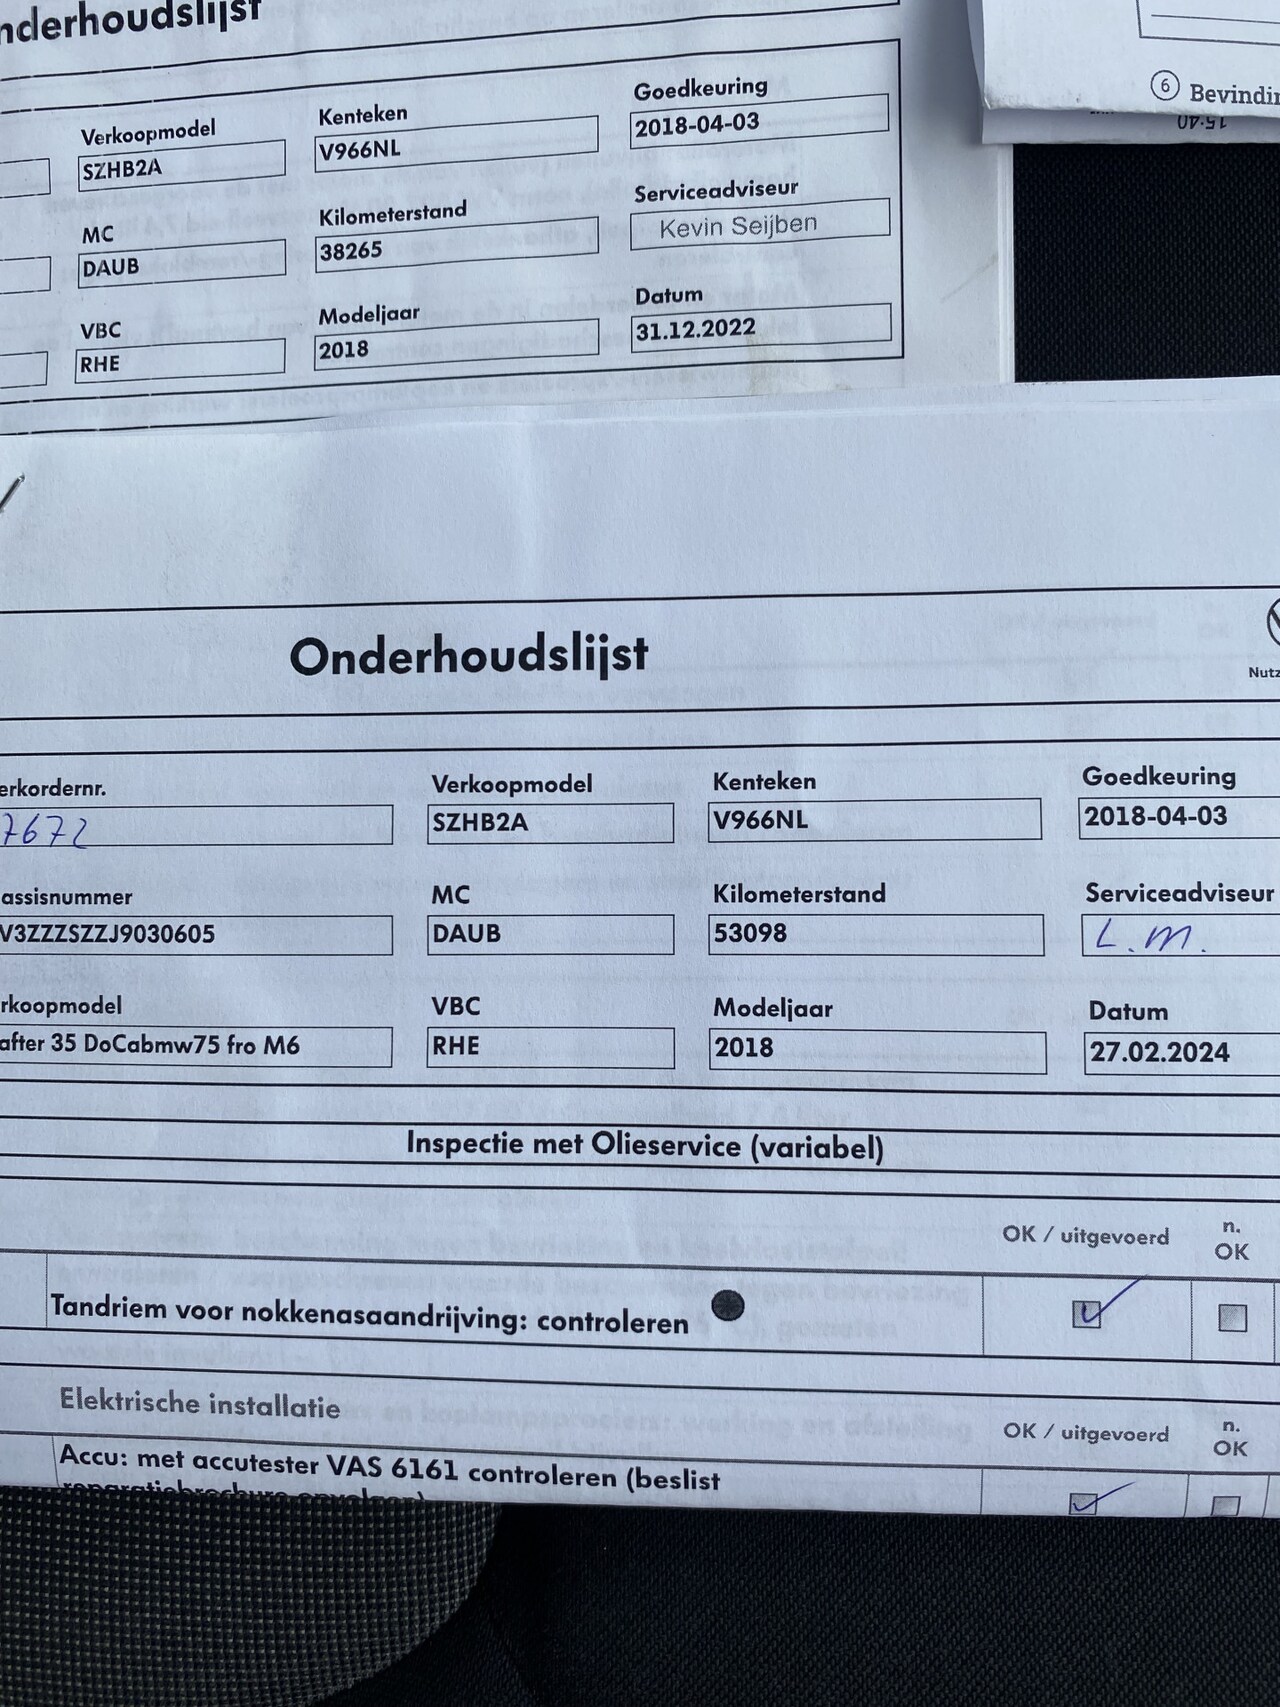 nderhoudslijst
Verkoopmodel Kenteken Goedkeuring
SZHB2A V966NL 2018-04-03
MC Kilometerstand Serviceadviseur
DAUB 38265 Kevin Seijben
VBC Modeljaar Datum
RHE 2018 31.12.2022
6 Bevindin
15-40
Onderhoudslijst
Nutz
erkordernr. Verkoopmodel Kenteken Goedkeuring
7672 SZHB2A V966NL 2018-04-03
assisnummer MC Kilometerstand Serviceadviseur
V3ZZZSZZJ9030605 DAUB 53098 L.M.
rkoopmodel VBC Modeljaar Datum
after 35 DoCabmw75 fro M6 RHE 2018 27.02.2024
Inspectie met Olieservice (variabel)
OK / uitgevoerd n. OK
Tandriem voor nokkenasaandrijving: controleren
Elektrische installatie OK / uitgevoerd n. OK
Accu: met accutester VAS 6161 controleren (beslist